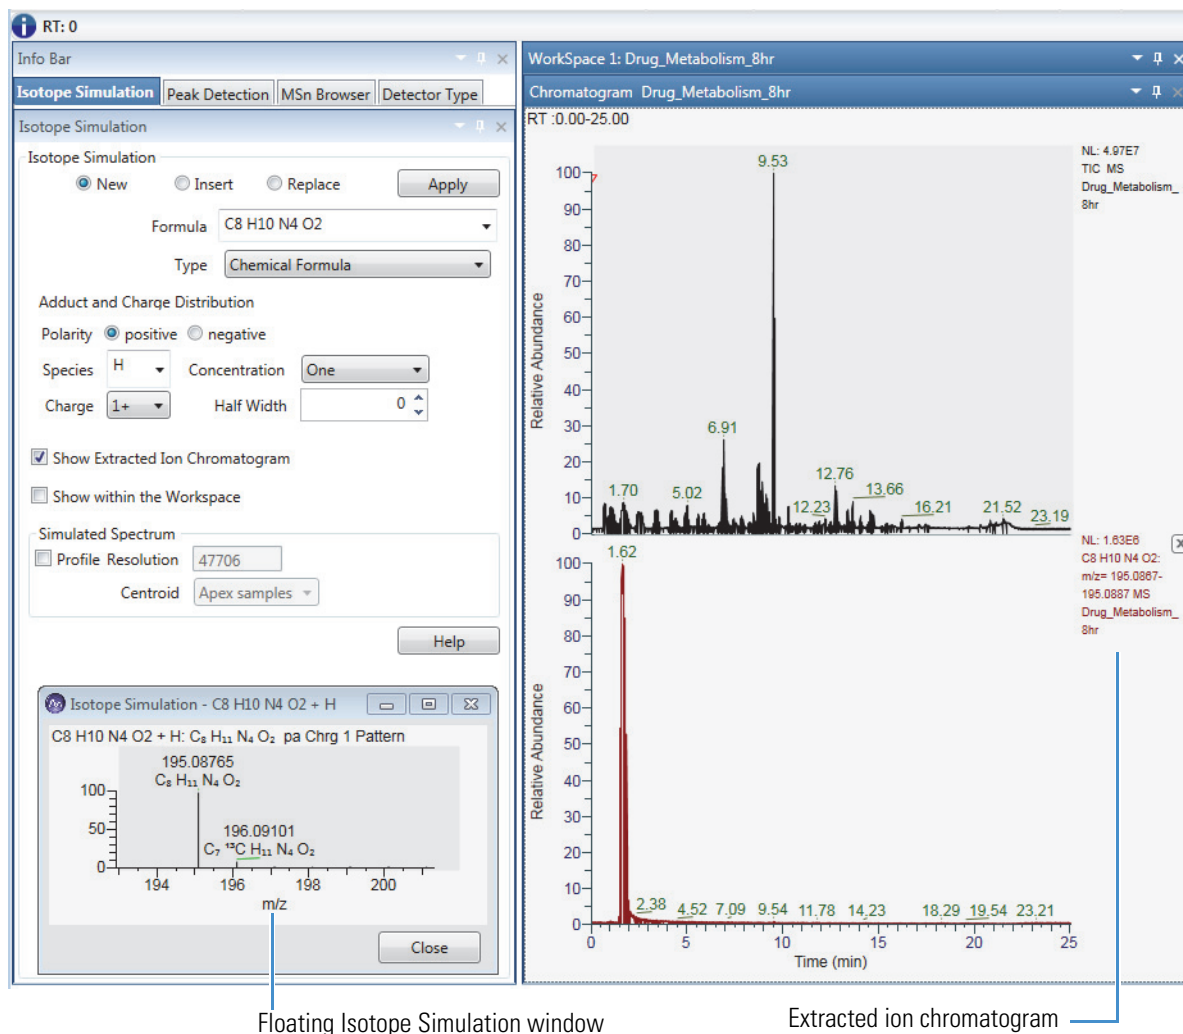 RT: 0
Info Bar
Isotope Simulation Peak Detection MSn Browser Detector Type
Isotope Simulation
Isotope Simulation
New Insert Replace Apply
Formula C8 H10 N4 O2
Type Chemical Formula
Adduct and Charge Distribution
Polarity positive negative
Species H Concentration One
Charge 1+ Half Width 0
Show Extracted Ion Chromatogram
Show within the Workspace
Simulated Spectrum
Profile Resolution 47706
Centroid Apex samples
Help
Isotope Simulation - C8 H10 N4 O2 + H
C8 H10 N4 O2 + H: C₈ H₁₁ N₄ O₂ pa Chrg 1 Pattern
195.08765
C₈ H₁₁ N₄ O₂
100
196.09101
50
C₇ ¹³C H₁₁ N₄ O₂
0
194 196 198 200
m/z
Close
Floating Isotope Simulation window
WorkSpace 1: Drug_Metabolism_8hr
Chromatogram Drug_Metabolism_8hr
RT :0.00-25.00
NL: 4.97E7
TIC MS
Drug_Metabolism_
8hr
9.53
100
90
80
70
60
50
40
30
20
10
0
Relative Abundance
6.91
12.76
13.66
1.70
5.02
12.23
16.21
21.52
23.19
NL: 1.63E6
C8 H10 N4 O2:
m/z= 195.0867-
195.0887 MS
Drug_Metabolism_
8hr
1.62
100
90
80
70
60
50
40
30
20
10
0
Relative Abundance
2.38 4.52 7.09 9.54 11.78 14.23 18.29 19.54 23.21
0 5 10 15 20 25
Time (min)
Extracted ion chromatogram